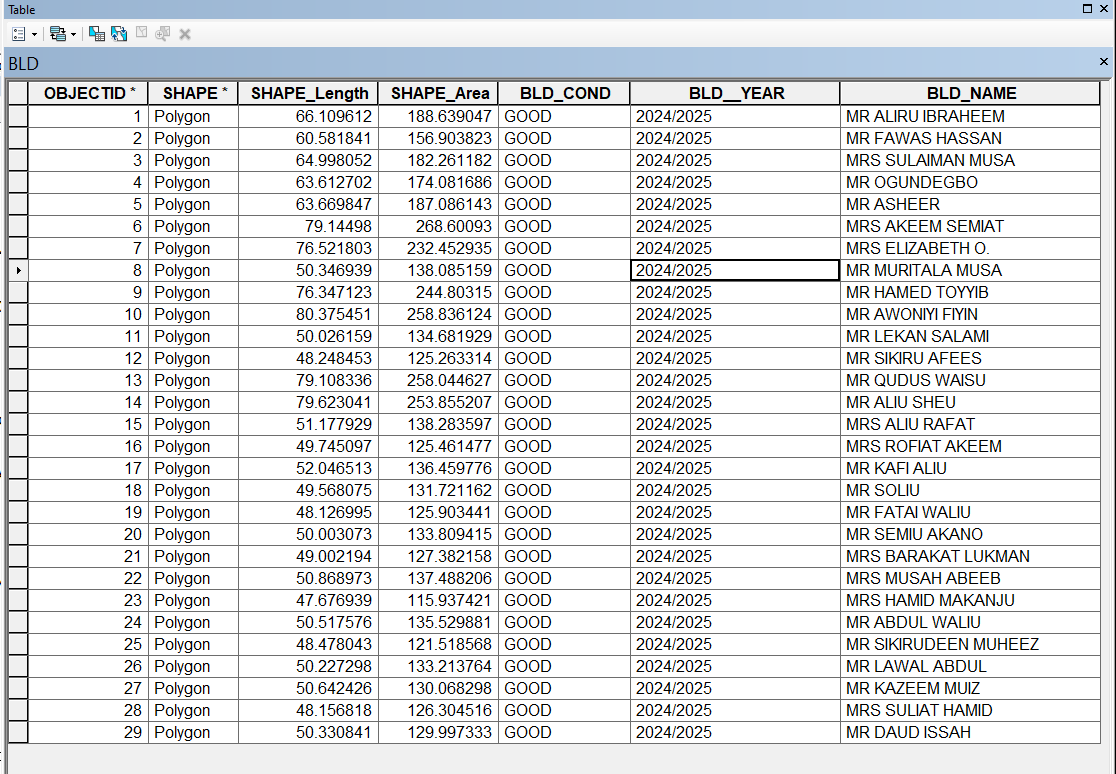 Table
BLD
OBJECTID * SHAPE * SHAPE_Length SHAPE_Area BLD_COND BLD__YEAR BLD_NAME
1 Polygon 66.109612 188.639047 GOOD 2024/2025 MR ALIRU IBRAHEEM
2 Polygon 60.581841 156.903823 GOOD 2024/2025 MR FAWAS HASSAN
3 Polygon 64.998052 182.261182 GOOD 2024/2025 MRS SULAIMAN MUSA
4 Polygon 63.612702 174.081686 GOOD 2024/2025 MR OGUNDEGBO
5 Polygon 63.669847 187.086143 GOOD 2024/2025 MR ASHEER
6 Polygon 79.14498 268.60093 GOOD 2024/2025 MRS AKEEM SEMIAT
7 Polygon 76.521803 232.452935 GOOD 2024/2025 MRS ELIZABETH O.
8 Polygon 50.346939 138.085159 GOOD 2024/2025 MR MURITALA MUSA
9 Polygon 76.347123 244.80315 GOOD 2024/2025 MR HAMED TOYYIB
10 Polygon 80.375451 258.836124 GOOD 2024/2025 MR AWONIYI FIYIN
11 Polygon 50.026159 134.681929 GOOD 2024/2025 MR LEKAN SALAMI
12 Polygon 48.248453 125.263314 GOOD 2024/2025 MR SIKIRU AFEES
13 Polygon 79.108336 258.044627 GOOD 2024/2025 MR QUDUS WAISU
14 Polygon 79.623041 253.855207 GOOD 2024/2025 MR ALIU SHEU
15 Polygon 51.177929 138.283597 GOOD 2024/2025 MRS ALIU RAFAT
16 Polygon 49.745097 125.461477 GOOD 2024/2025 MRS ROFIAT AKEEM
17 Polygon 52.046513 136.459776 GOOD 2024/2025 MR KAFI ALIU
18 Polygon 49.568075 131.721162 GOOD 2024/2025 MR SOLIU
19 Polygon 48.126995 125.903441 GOOD 2024/2025 MR FATAI WALIU
20 Polygon 50.003073 133.809415 GOOD 2024/2025 MR SEMIU AKANO
21 Polygon 49.002194 127.382158 GOOD 2024/2025 MRS BARAKAT LUKMAN
22 Polygon 50.868973 137.488206 GOOD 2024/2025 MRS MUSAH ABEEB
23 Polygon 47.676939 115.937421 GOOD 2024/2025 MRS HAMID MAKANJU
24 Polygon 50.517576 135.529881 GOOD 2024/2025 MR ABDUL WALIU
25 Polygon 48.478043 121.518568 GOOD 2024/2025 MR SIKIRUDEEN MUHEEZ
26 Polygon 50.227298 133.213764 GOOD 2024/2025 MR LAWAL ABDUL
27 Polygon 50.642426 130.068298 GOOD 2024/2025 MR KAZEEM MUIZ
28 Polygon 48.156818 126.304516 GOOD 2024/2025 MRS SULIAT HAMID
29 Polygon 50.330841 129.997333 GOOD 2024/2025 MR DAUD ISSAH